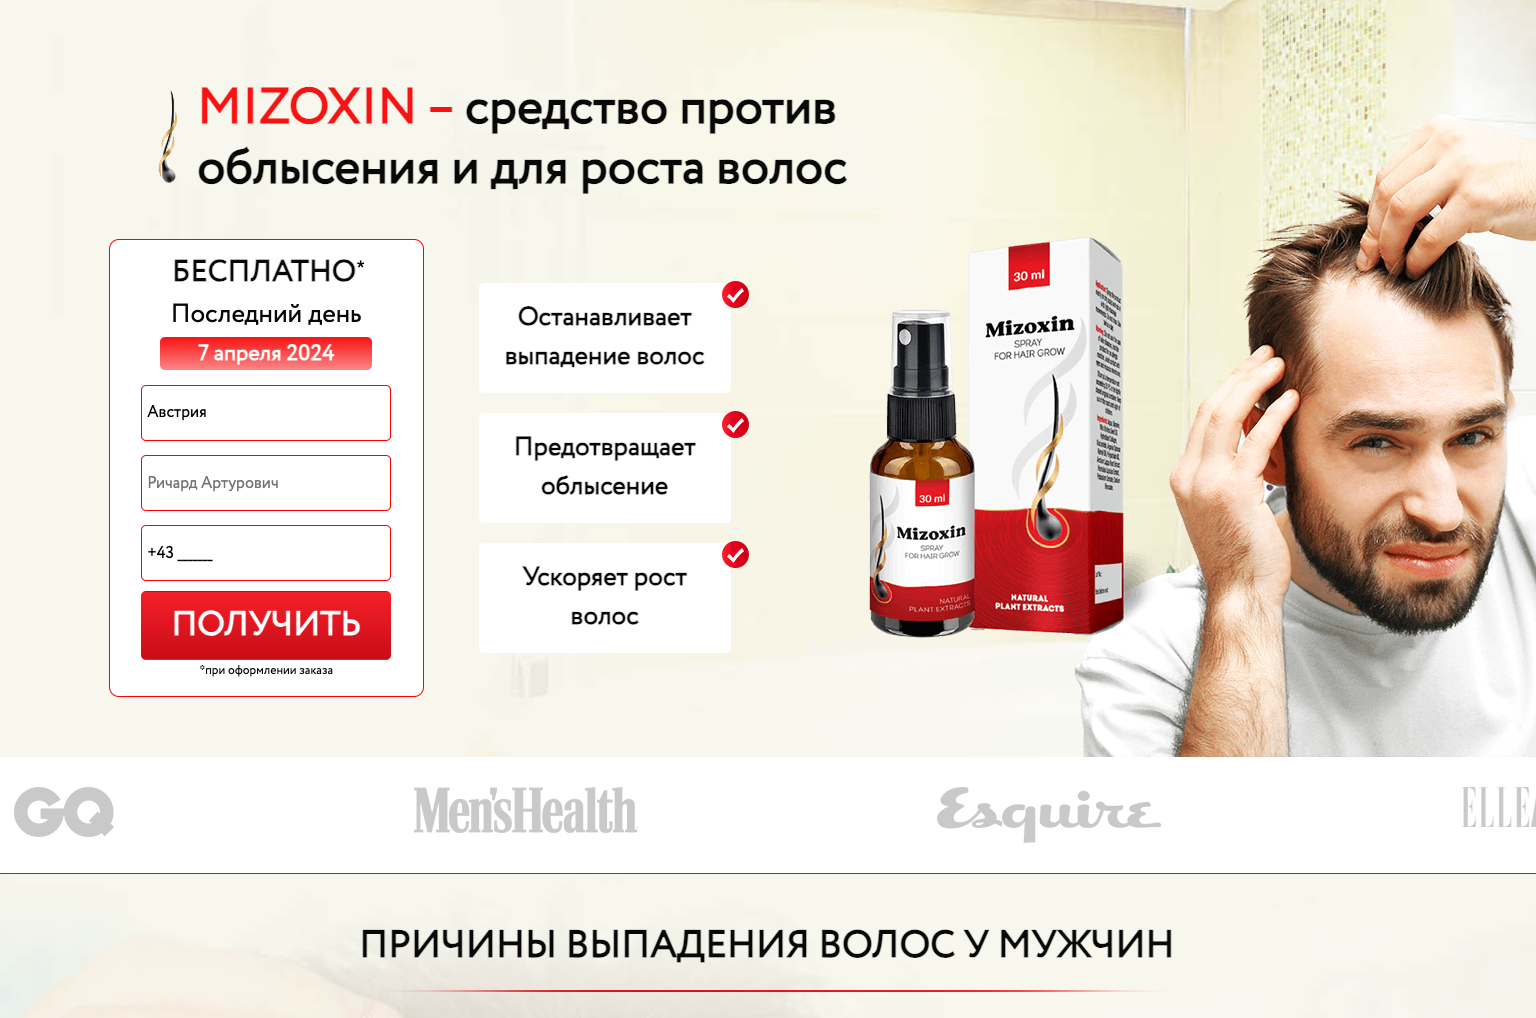 MIZOXIN – средство против
облысения и для роста волос
БЕСПЛАТНО*
Последний день
7 апреля 2024
Австрия
Ричард Артурович
+43 _______
ПОЛУЧИТЬ
*при оформлении заказа
Останавливает
выпадение волос
Предотвращает
облысение
Ускоряет рост
волос
30 ml
Mizoxin
SPRAY
FOR HAIR GROW
NATURAL
PLANT EXTRACTS
30 ml
Mizoxin
SPRAY
FOR HAIR GROW
NATURAL
PLANT EXTRACTS
GQ
Men'sHealth
Esquire
ПРИЧИНЫ ВЫПАДЕНИЯ ВОЛОС У МУЖЧИН